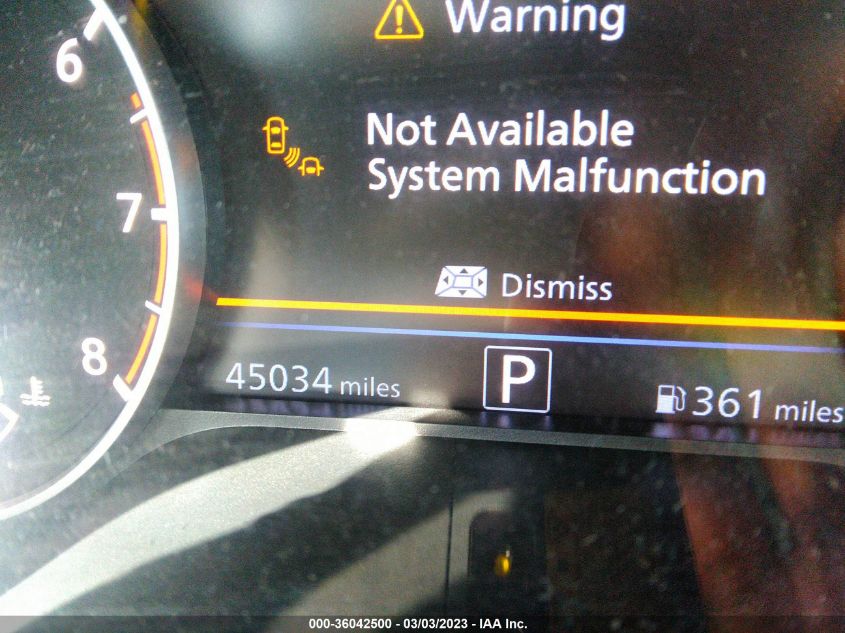 6
Warning
Not Available
System Malfunction
7
Dismiss
8
45034 miles
P
361 miles
000-36042500 - 03/03/2023 - IAA Inc.